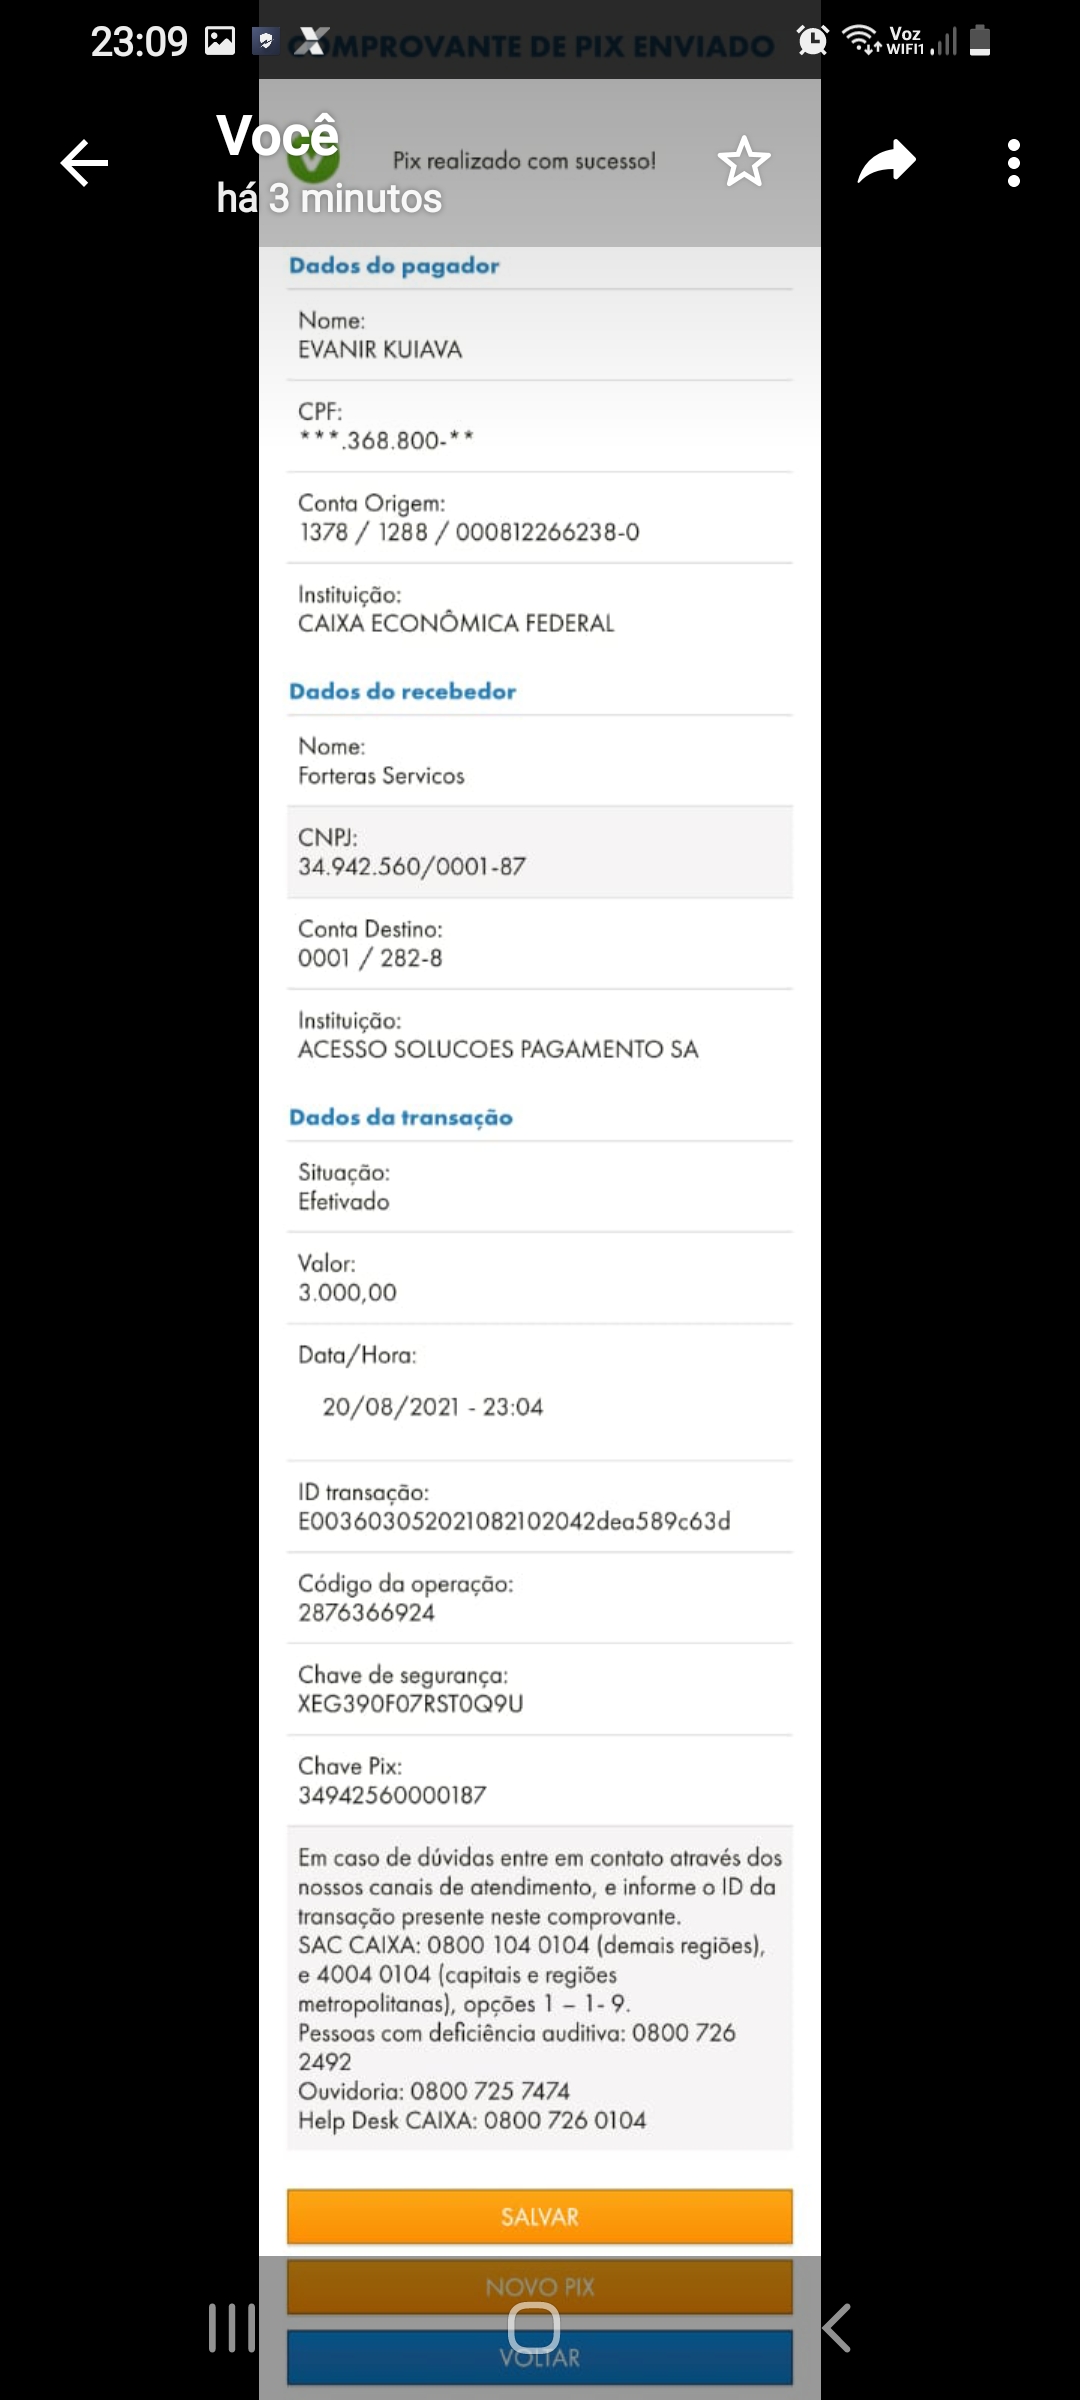 23:09
Voz
WIFI1
COMPROVANTE DE PIX ENVIADO
Você
há 3 minutos
Pix realizado com sucesso!
Dados do pagador
Nome:
EVANIR KUIAVA
CPF:
***.368.800-**
Conta Origem:
1378 / 1288 / 000812266238-0
Instituição:
CAIXA ECONÔMICA FEDERAL
Dados do recebedor
Nome:
Forteras Servicos
CNPJ:
34.942.560/0001-87
Conta Destino:
0001 / 282-8
Instituição:
ACESSO SOLUCOES PAGAMENTO SA
Dados da transação
Situação:
Efetivado
Valor:
3.000,00
Data/Hora:
20/08/2021 - 23:04
ID transação:
E003603052021082102042dea589c63d
Código da operação:
2876366924
Chave de segurança:
XEG390F07RST0Q9U
Chave Pix:
34942560000187
Em caso de dúvidas entre em contato através dos
nossos canais de atendimento, e informe o ID da
transação presente neste comprovante.
SAC CAIXA: 0800 104 0104 (demais regiões),
e 4004 0104 (capitais e regiões
metropolitanas), opções 1 – 1- 9.
Pessoas com deficiência auditiva: 0800 726
2492
Ouvidoria: 0800 725 7474
Help Desk CAIXA: 0800 726 0104
SALVAR
NOVO PIX
VOLTAR